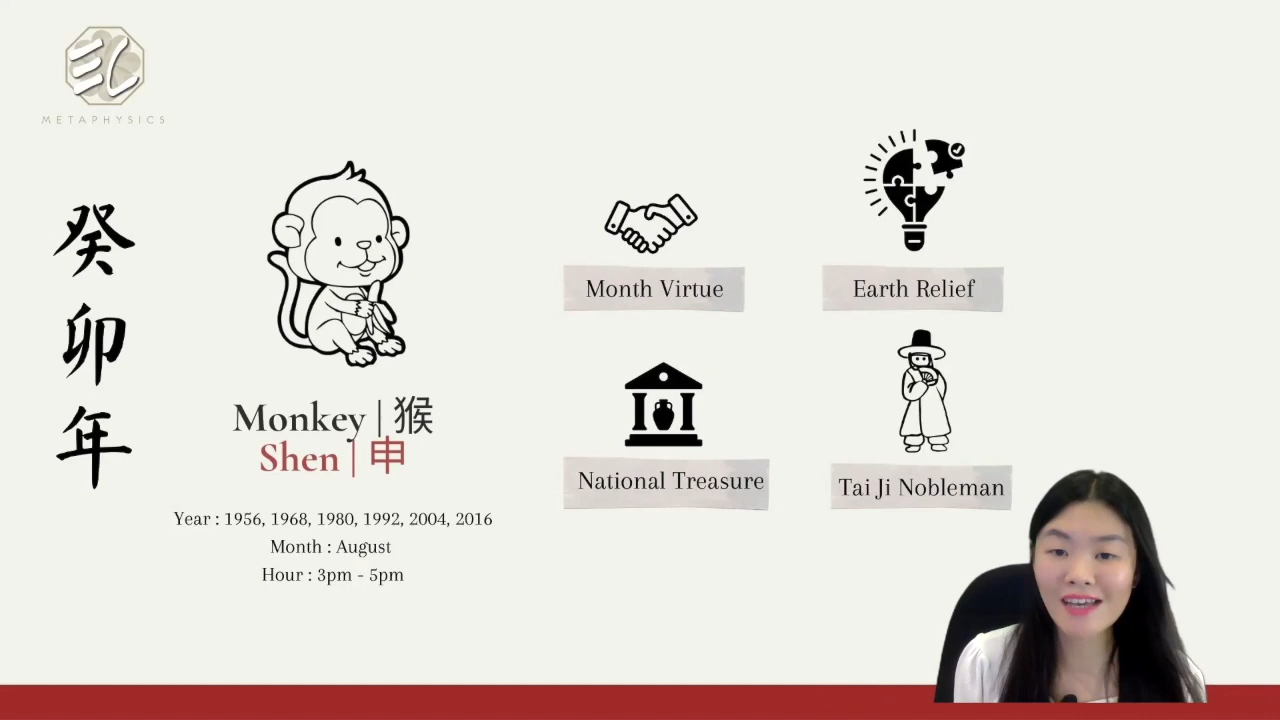 METAPHYSICS
癸卯年
Monkey | 猴
Shen | 申
Year : 1956, 1968, 1980, 1992, 2004, 2016
Month : August
Hour : 3pm - 5pm
Month Virtue
Earth Relief
National Treasure
Tai Ji Nobleman